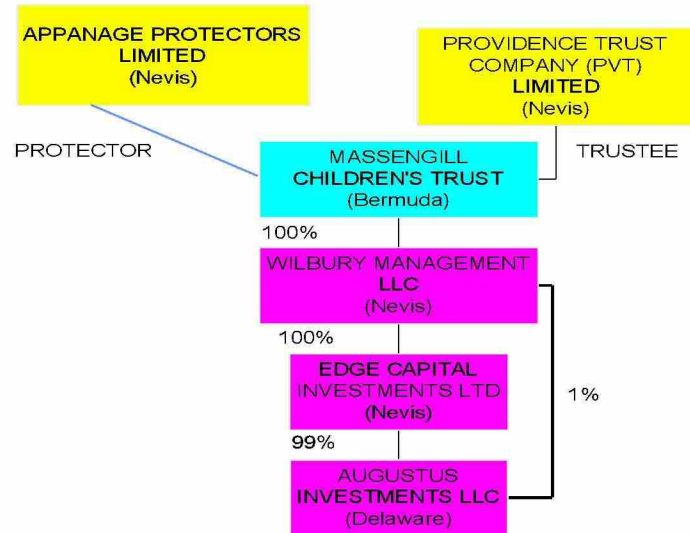 APPANAGE PROTECTORS
LIMITED
(Nevis)
PROVIDENCE TRUST
COMPANY (PVT)
LIMITED
(Nevis)
PROTECTOR
TRUSTEE
MASSENGILL
CHILDREN'S TRUST
(Bermuda)
100%
WILBURY MANAGEMENT
LLC
(Nevis)
100%
EDGE CAPITAL
INVESTMENTS LTD
(Nevis)
1%
99%
AUGUSTUS
INVESTMENTS LLC
(Delaware)